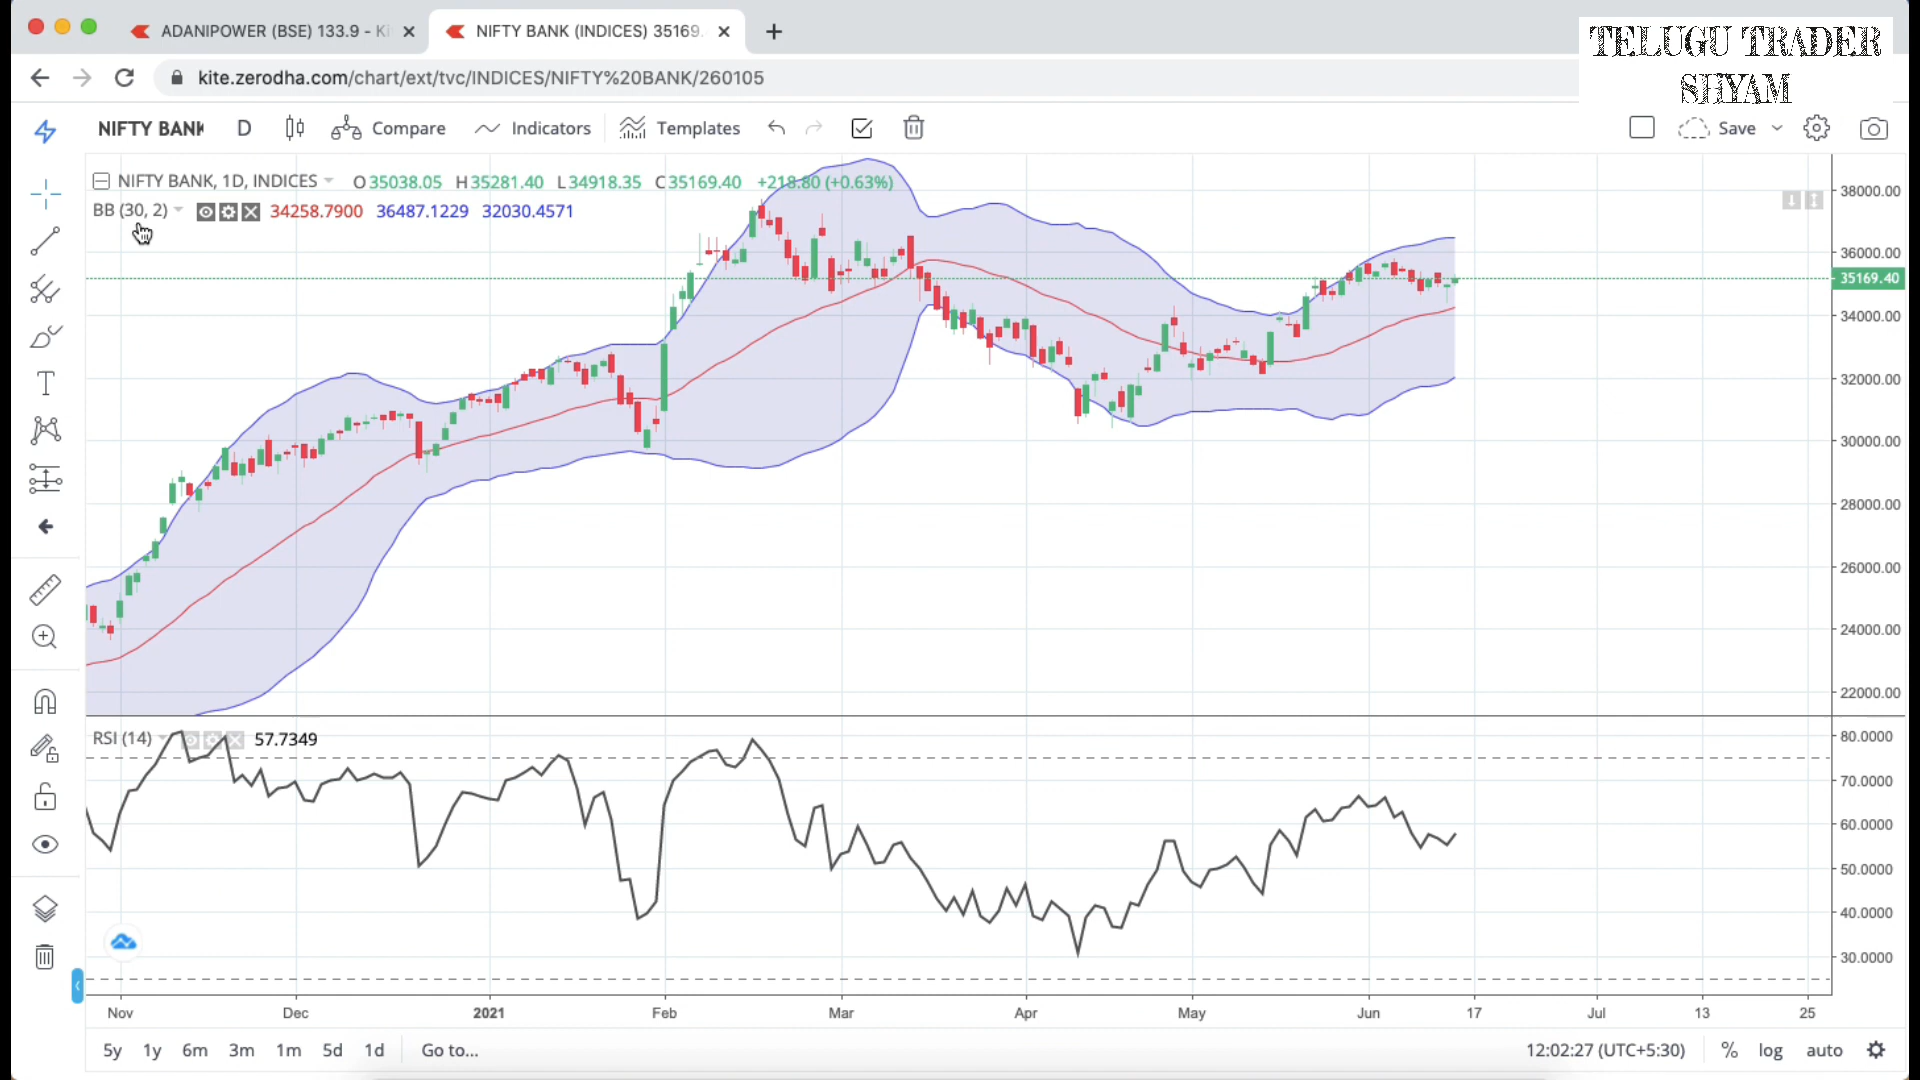 ADANIPOWER (BSE) 133.9 - Ki
NIFTY BANK (INDICES) 35169.
TELUGU TRADER
SHYAM
kite.zerodha.com/chart/ext/tvc/INDICES/NIFTY%20BANK/260105
NIFTY BANK D Compare Indicators Templates Save
NIFTY BANK, 1D, INDICES O35038.05 H35281.40 L34918.35 C35169.40 +218.80 (+0.63%)
BB (30, 2) 34258.7900 36487.1229 32030.4571
38000.00
36000.00
35169.40
34000.00
32000.00
30000.00
28000.00
26000.00
24000.00
22000.00
RSI (14) 57.7349
80.0000
70.0000
60.0000
50.0000
40.0000
30.0000
Nov Dec 2021 Feb Mar Apr May Jun 17 Jul 13 25
5y 1y 6m 3m 1m 5d 1d Go to... 12:02:27 (UTC+5:30) % log auto